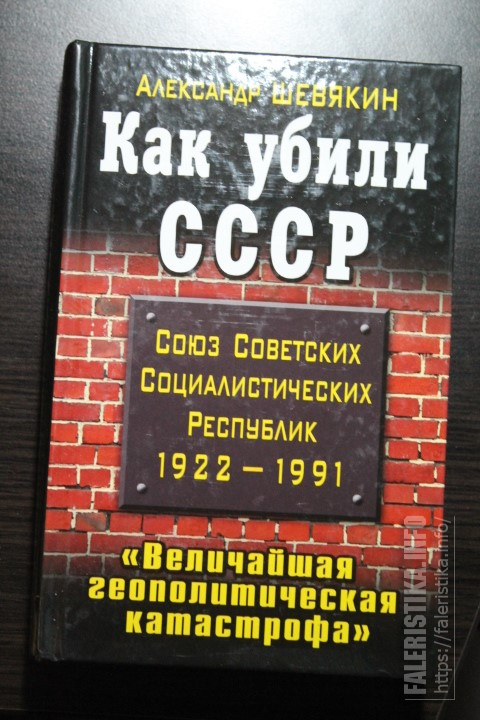 Александр ШЕВЯКИН
Как убили
СССР
Союз Советских
Социалистических
Республик
1922 – 1991
«Величайшая
геополитическая
катастрофа»
FALERISTIKA.INFO
https://faleristika.info/